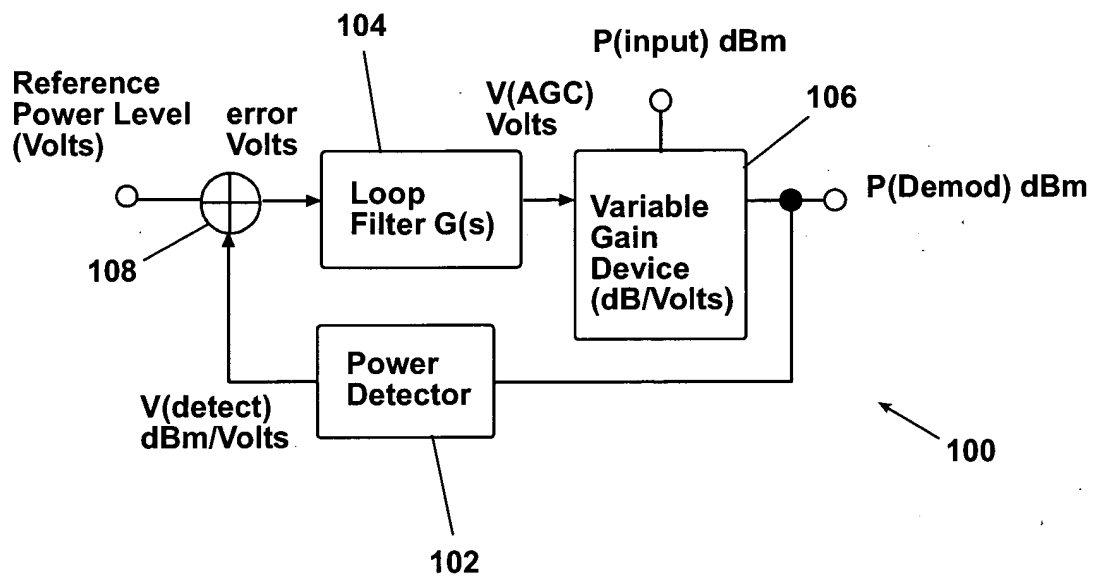 104
P(input) dBm
Reference
Power Level
(Volts)
error
Volts
V(AGC)
Volts
106
Loop
Filter G(s)
Variable
Gain
Device
(dB/Volts)
P(Demod) dBm
108
Power
Detector
V(detect)
dBm/Volts
100
102